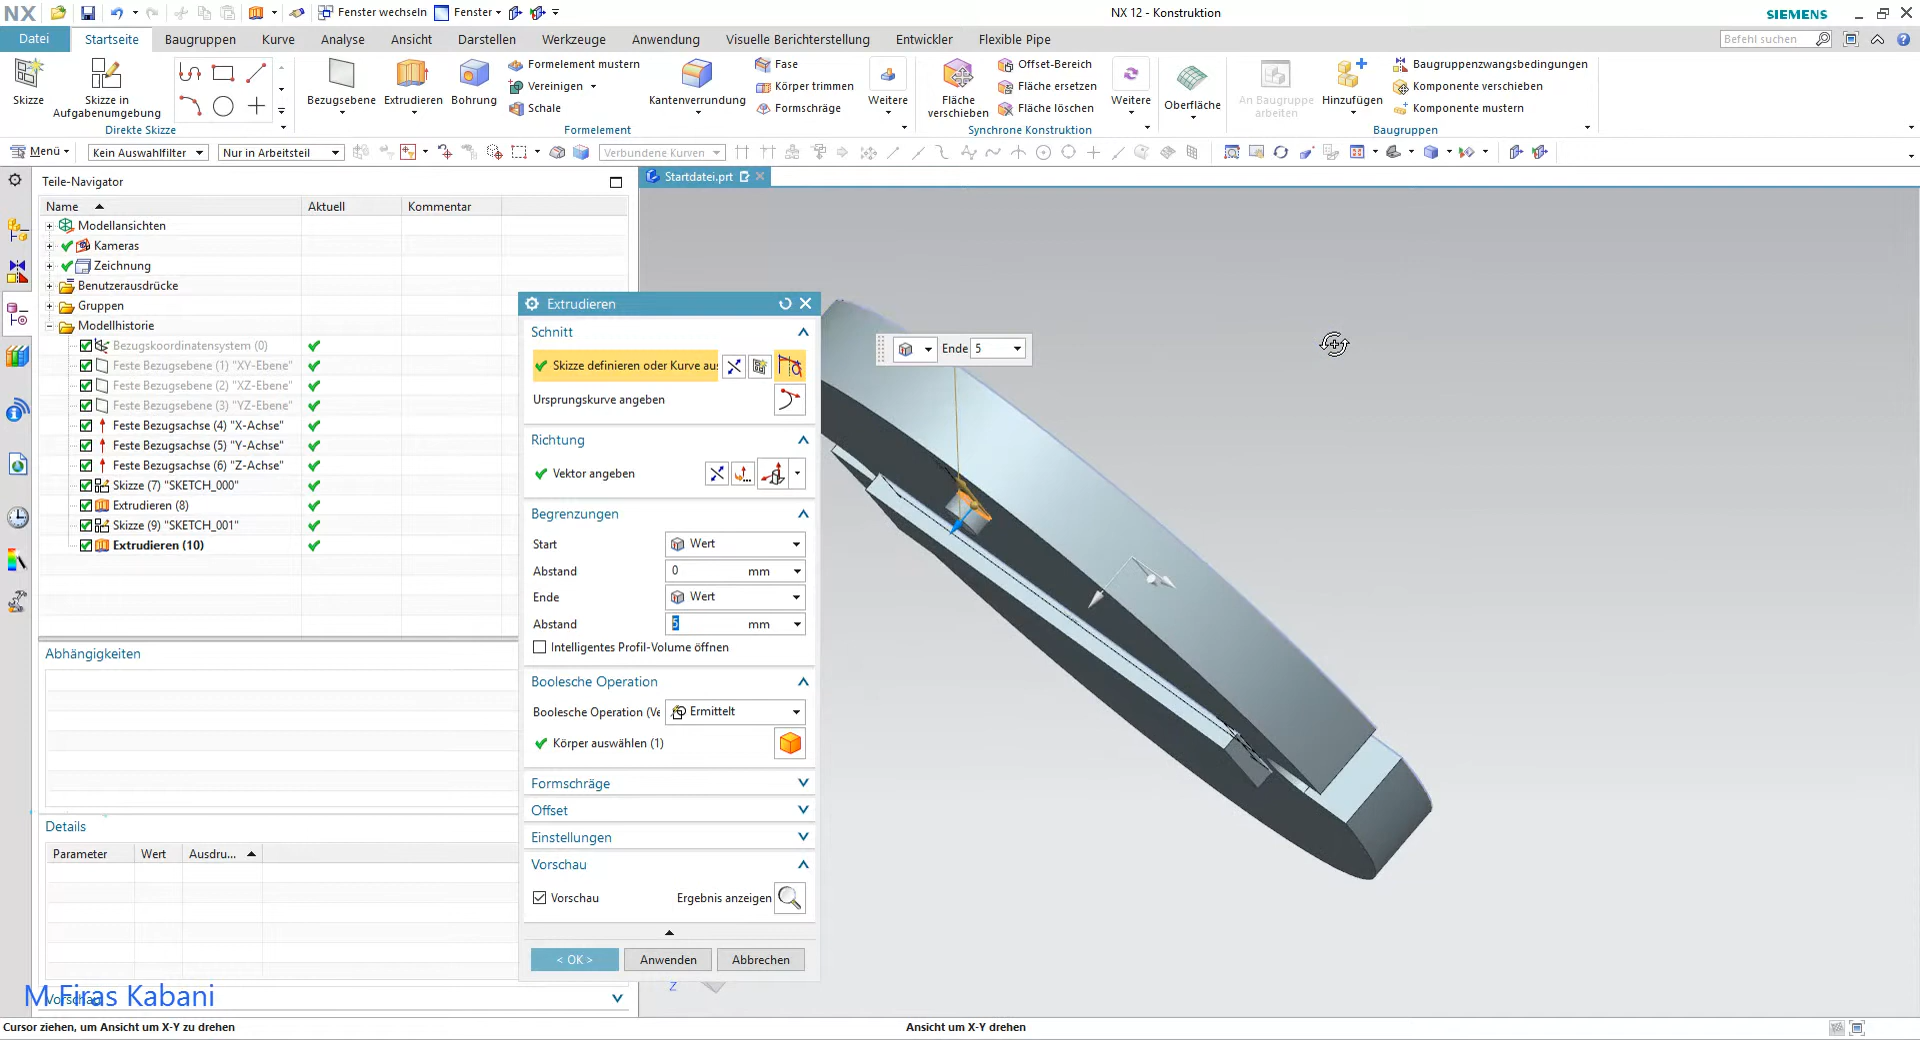 NX Fenster wechseln Fenster NX 12 - Konstruktion SIEMENS
Datei Startseite Baugruppen Kurve Analyse Ansicht Darstellen Werkzeuge Anwendung Visuelle Berichterstellung Entwickler Flexible Pipe Befehl suchen
Skizze
Skizze in Aufgabenumgebung
Direkte Skizze
Bezugsebene Extrudieren Bohrung
Formelement mustern
Vereinigen
Schale
Kantenverrundung
Fase
Körper trimmen
Formschräge
Weitere
Formelement
Fläche verschieben
Offset-Bereich
Fläche ersetzen
Fläche löschen
Weitere
Synchrone Konstruktion
Oberfläche
An Baugruppe arbeiten
Hinzufügen
Baugruppenzwangsbedingungen
Komponente verschieben
Komponente mustern
Baugruppen
Menü Kein Auswahlfilter Nur in Arbeitsteil Verbundene Kurven
Teile-Navigator
Startdatei.prt
Name Aktuell Kommentar
Modellansichten
Kameras
Zeichnung
Benutzerausdrücke
Gruppen
Modellhistorie
Bezugskoordinatensystem (0)
Feste Bezugsebene (1) "XY-Ebene"
Feste Bezugsebene (2) "XZ-Ebene"
Feste Bezugsebene (3) "YZ-Ebene"
Feste Bezugsachse (4) "X-Achse"
Feste Bezugsachse (5) "Y-Achse"
Feste Bezugsachse (6) "Z-Achse"
Skizze (7) "SKETCH_000"
Extrudieren (8)
Skizze (9) "SKETCH_001"
Extrudieren (10)
Abhängigkeiten
Details
Parameter Wert Ausdru...
Vorschau
M.Firas Kabani
Extrudieren
Schnitt
Skizze definieren oder Kurve aus
Ursprungskurve angeben
Richtung
Vektor angeben
Begrenzungen
Start Wert
Abstand 0 mm
Ende Wert
Abstand 5 mm
Intelligentes Profil-Volume öffnen
Boolesche Operation
Boolesche Operation (Ve Ermittelt
Körper auswählen (1)
Formschräge
Offset
Einstellungen
Vorschau
Vorschau Ergebnis anzeigen
< OK > Anwenden Abbrechen
Ende 5
Z
Cursor ziehen, um Ansicht um X-Y zu drehen Ansicht um X-Y drehen